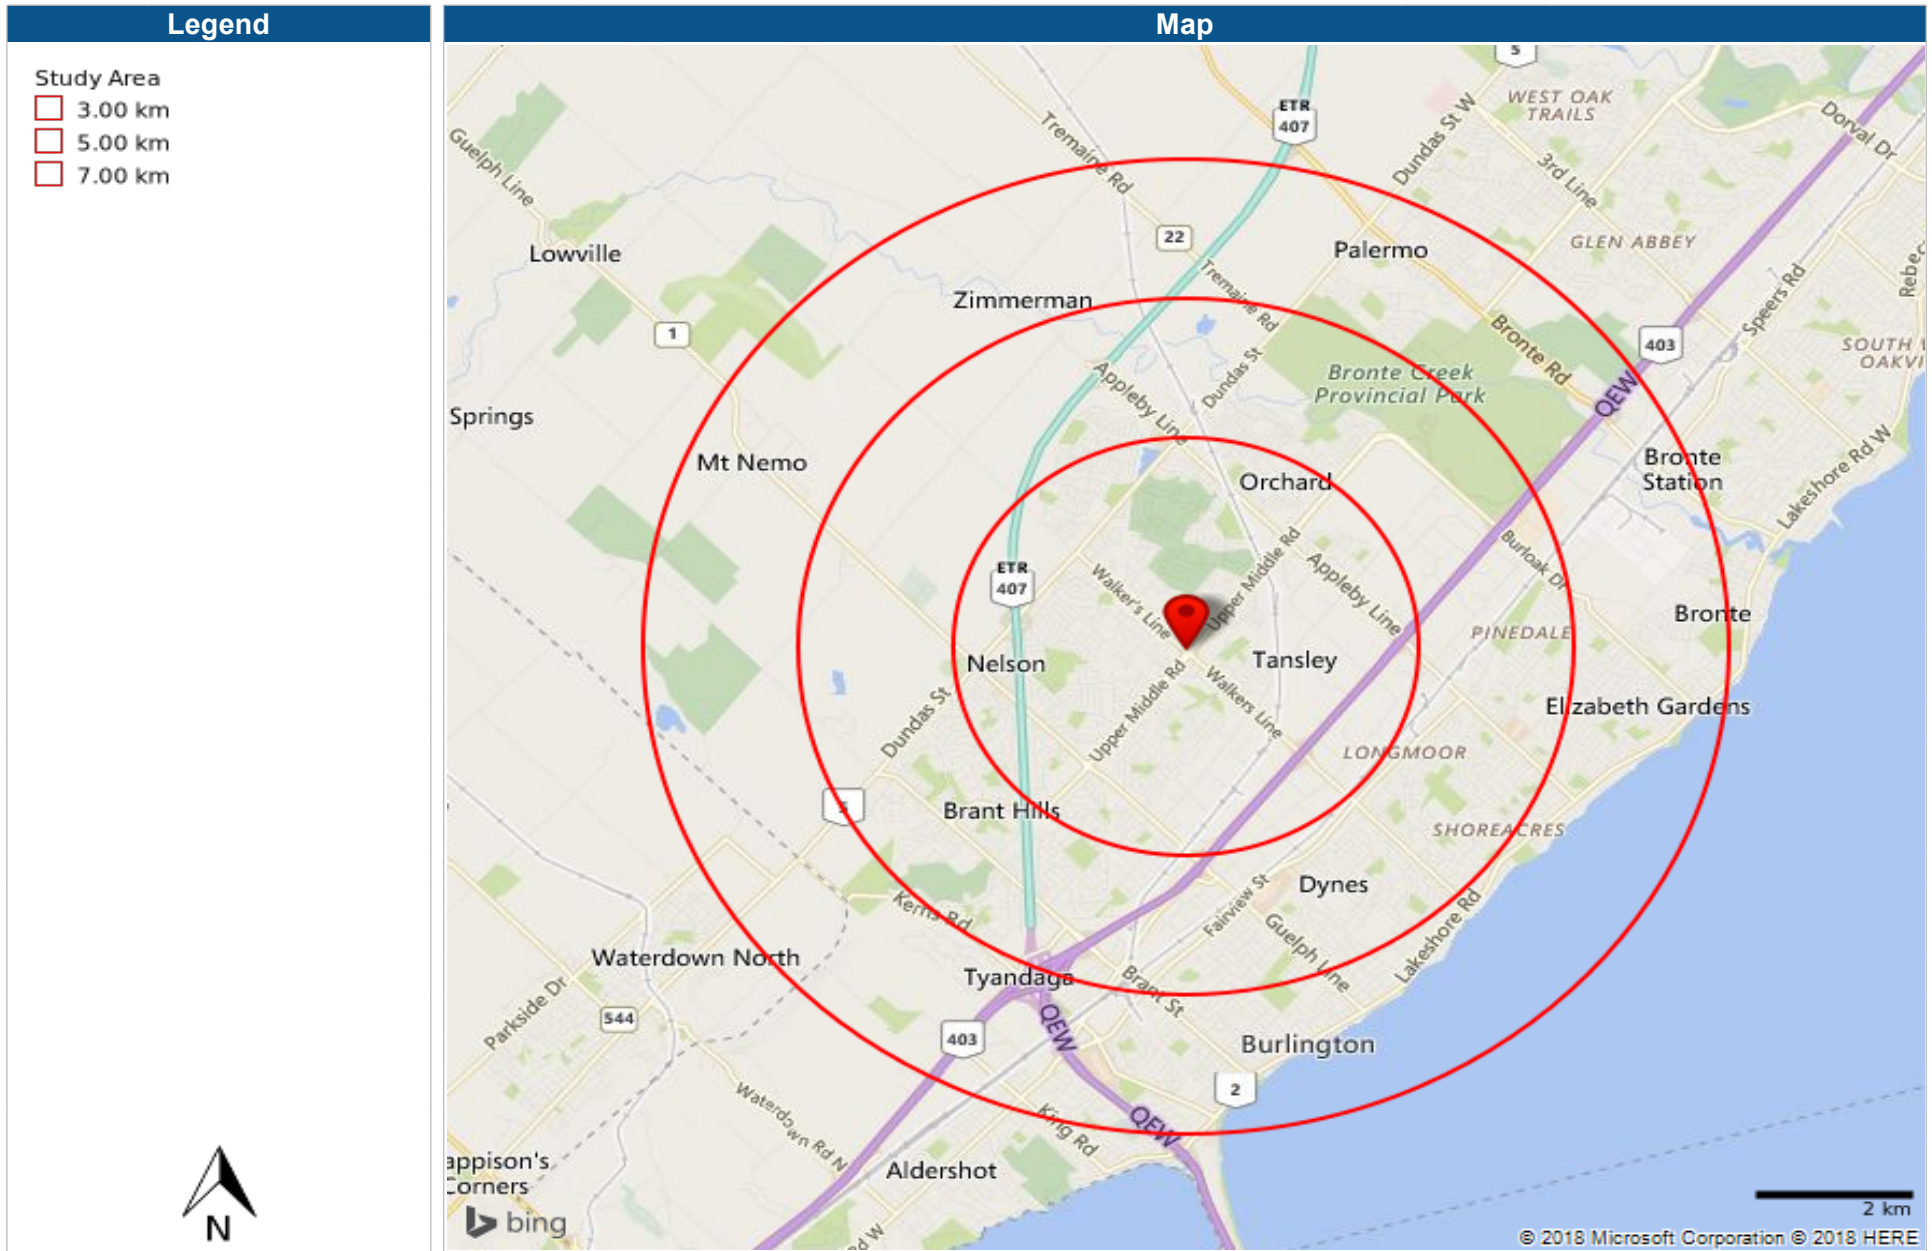 Legend
Map
Study Area
3.00 km
5.00 km
7.00 km
N
5
WEST OAK
TRAILS
Dorval Dr
ETR
407
Tremaine Rd
Dundas St W
3rd Line
Guelph Line
Lowville
22
Palermo
GLEN ABBEY
Zimmerman
Tremaine Rd
Speers Rd
1
Bronte Rd
403
SOUTH
Bronte Creek
Provincial Park
Dundas St
Appleby Line
QEW
Springs
Mt Nemo
Orchard
Bronte
Station
Lakeshore Rd W
Upper Middle Rd
Burloak Dr
ETR
407
Walker's Line
Appleby Line
Bronte
PINEDALE
Nelson
Tansley
Walkers Line
Upper Middle Rd
Dundas St
Elizabeth Gardens
LONGMOOR
5
Brant Hills
SHOREACRES
Dynes
Kerns Rd
Fairview St
Guelph Line
Lakeshore Rd
Waterdown North
Tyandaga
Brant St
Parkside Dr
544
QEW
403
Burlington
2
Waterdown Rd N
King Rd
QEW
appison's
Corners
Aldershot
bing
Rd W
2 km
© 2018 Microsoft Corporation © 2018 HERE